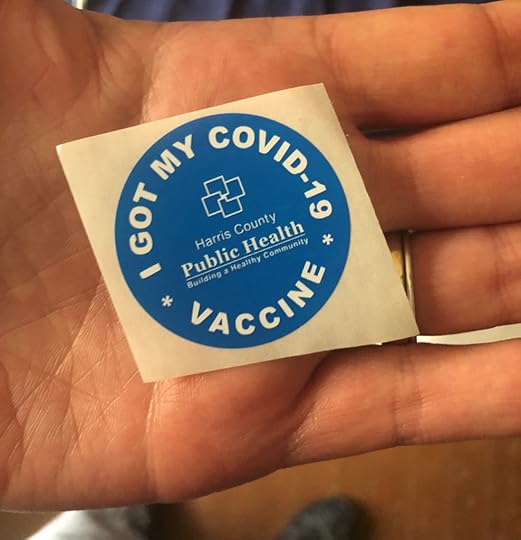 I GOT MY COVID-19
Harris County
Public Health
Building a Healthy Community
* VACCINE *